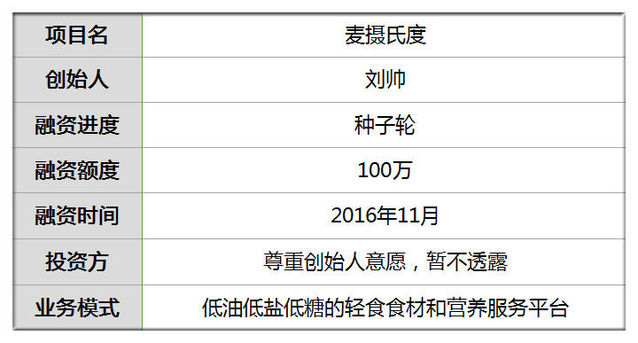 项目名 麦摄氏度
创始人 刘帅
融资进度 种子轮
融资额度 100万
融资时间 2016年11月
投资方 尊重创始人意愿，暂不透露
业务模式 低油低盐低糖的轻食食材和营养服务平台